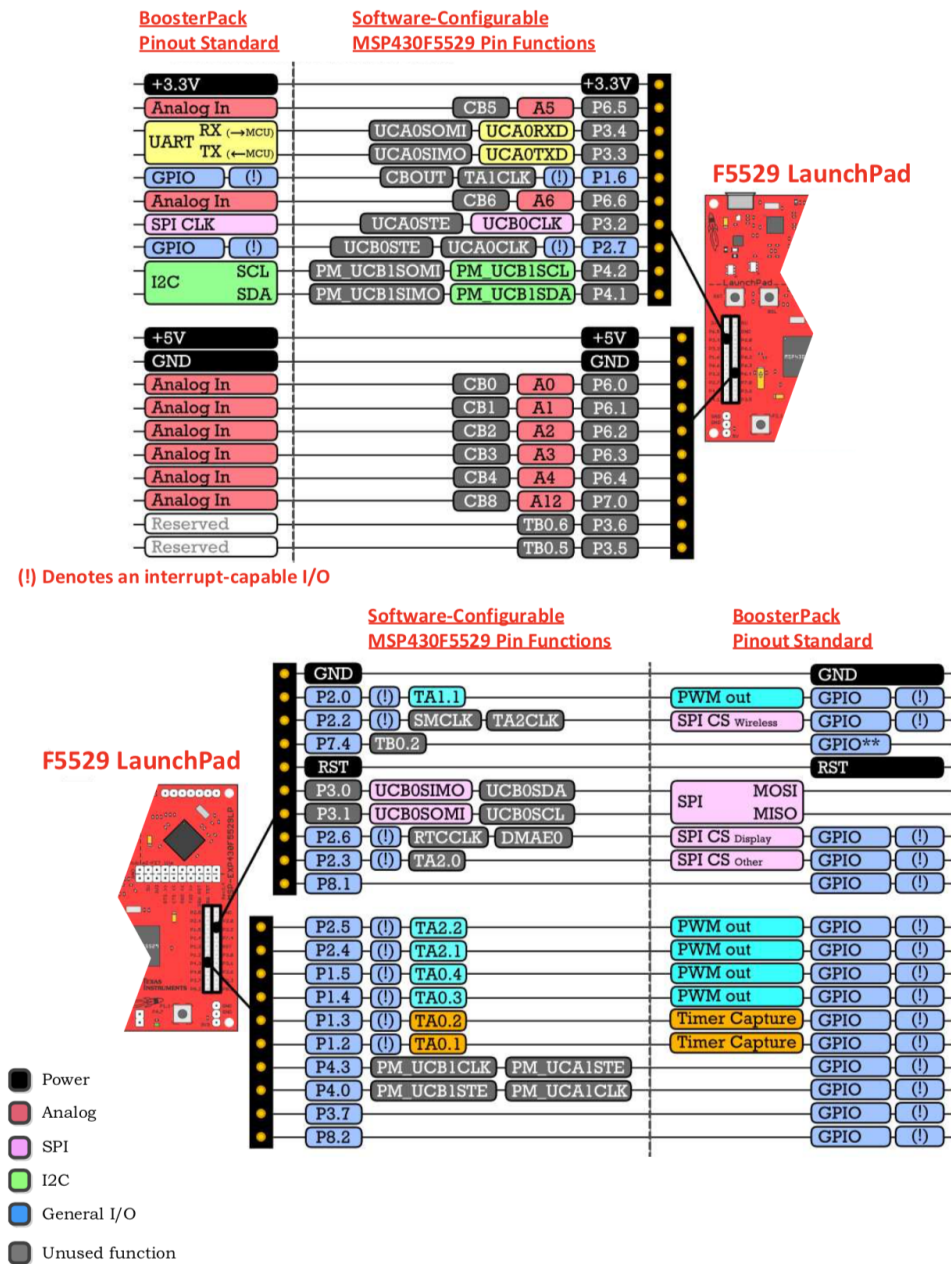 BoosterPack Software-Configurable
Pinout Standard MSP430F5529 Pin Functions
+3.3V +3.3V
Analog In CB5 A5 P6.5
UART RX (→MCU) UCA0SOMI UCA0RXD P3.4
TX (←MCU) UCA0SIMO UCA0TXD P3.3
GPIO (!) CBOUT TA1CLK (!) P1.6
Analog In CB6 A6 P6.6
SPI CLK UCA0STE UCB0CLK P3.2
GPIO (!) UCB0STE UCA0CLK (!) P2.7
I2C SCL PM_UCB1SOMI PM_UCB1SCL P4.2
SDA PM_UCB1SIMO PM_UCB1SDA P4.1
F5529 LaunchPad
LaunchPad
+5V +5V
GND GND
Analog In CB0 A0 P6.0
Analog In CB1 A1 P6.1
Analog In CB2 A2 P6.2
Analog In CB3 A3 P6.3
Analog In CB4 A4 P6.4
Analog In CB8 A12 P7.0
Reserved TB0.6 P3.6
Reserved TB0.5 P3.5
(!) Denotes an interrupt-capable I/O
Software-Configurable BoosterPack
MSP430F5529 Pin Functions Pinout Standard
GND GND
P2.0 (!) TA1.1 PWM out GPIO (!)
P2.2 (!) SMCLK TA2CLK SPI CS Wireless GPIO (!)
P7.4 TB0.2 GPIO**
RST RST
P3.0 UCB0SIMO UCB0SDA SPI MOSI
P3.1 UCB0SOMI UCB0SCL MISO
P2.6 (!) RTCCLK DMAE0 SPI CS Display GPIO (!)
P2.3 (!) TA2.0 SPI CS Other GPIO (!)
P8.1 GPIO (!)
F5529 LaunchPad
MSP-EXP430F5529LP
TEXAS
INSTRUMENTS
P2.5 (!) TA2.2 PWM out GPIO (!)
P2.4 (!) TA2.1 PWM out GPIO (!)
P1.5 (!) TA0.4 PWM out GPIO (!)
P1.4 (!) TA0.3 PWM out GPIO (!)
P1.3 (!) TA0.2 Timer Capture GPIO (!)
P1.2 (!) TA0.1 Timer Capture GPIO (!)
P4.3 PM_UCB1CLK PM_UCA1STE GPIO (!)
P4.0 PM_UCB1STE PM_UCA1CLK GPIO (!)
P3.7 GPIO (!)
P8.2 GPIO (!)
Power
Analog
SPI
I2C
General I/O
Unused function